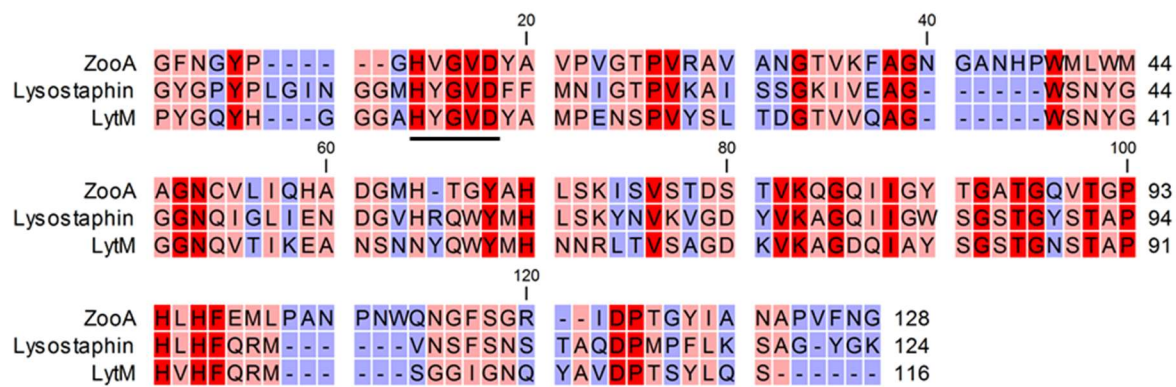 20 40
ZooA GFNGYP---- --GHVGVDYA VPVGTPVRAV ANGTVKFAGN GANHPWMLWM 44
Lysostaphin GYGPYPLGIN GGMHYGVDFF MNIGTPVKAI SSGKIVEAG- -----WSNYG 44
LytM PYGQYH---G GGAHYGVDYA MPENSPVYSL TDGTVVQAG- -----WSNYG 41
60 80 100
ZooA AGNCVLIQHA DGMH-TGYAH LSKISVSTDS TVKQGQIIGY TGATGQVTGP 93
Lysostaphin GGNQIGLIEN DGVHRQWYMH LSKYNVKVGD YVKAGQIIGW SGSTGYSTAP 94
LytM GGNQVTIKEA NSNNYQWYMH NNRLTVSAGD KVKAGDQIAY SGSTGNSTAP 91
120
ZooA HLHFEMLPAN PNWQNGFSGR --IDPTGYIA NAPVFNG 128
Lysostaphin HLHFQRM--- ---VNSFSNS TAQDPMPFLK SAG-YGK 124
LytM HVHFQRM--- ---SGGIGNQ YAVDPTSYLQ S----- 116